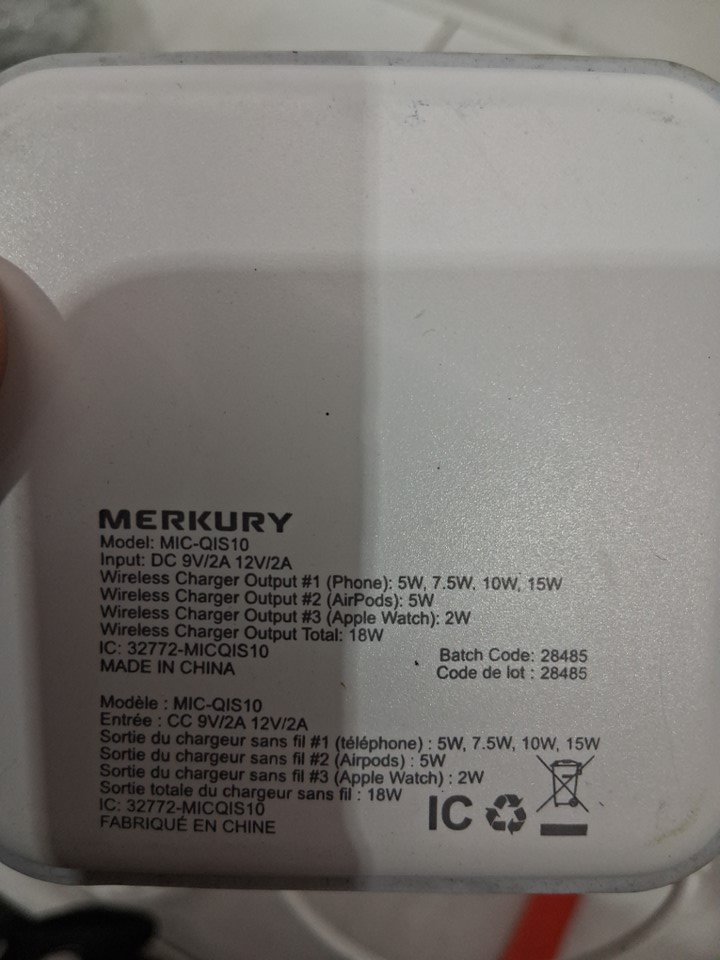 MERKURY
Model: MIC-QIS10
Input: DC 9V/2A 12V/2A
Wireless Charger Output #1 (Phone): 5W, 7.5W, 10W, 15W
Wireless Charger Output #2 (AirPods): 5W
Wireless Charger Output #3 (Apple Watch): 2W
Wireless Charger Output Total: 18W
IC: 32772-MICQIS10
MADE IN CHINA
Batch Code: 28485
Code de lot : 28485
Modèle : MIC-QIS10
Entrée : CC 9V/2A 12V/2A
Sortie du chargeur sans fil #1 (téléphone) : 5W, 7.5W, 10W, 15W
Sortie du chargeur sans fil #2 (Airpods) : 5W
Sortie du chargeur sans fil #3 (Apple Watch) : 2W
Sortie totale du chargeur sans fil : 18W
IC: 32772-MICQIS10
FABRIQUÉ EN CHINE
IC